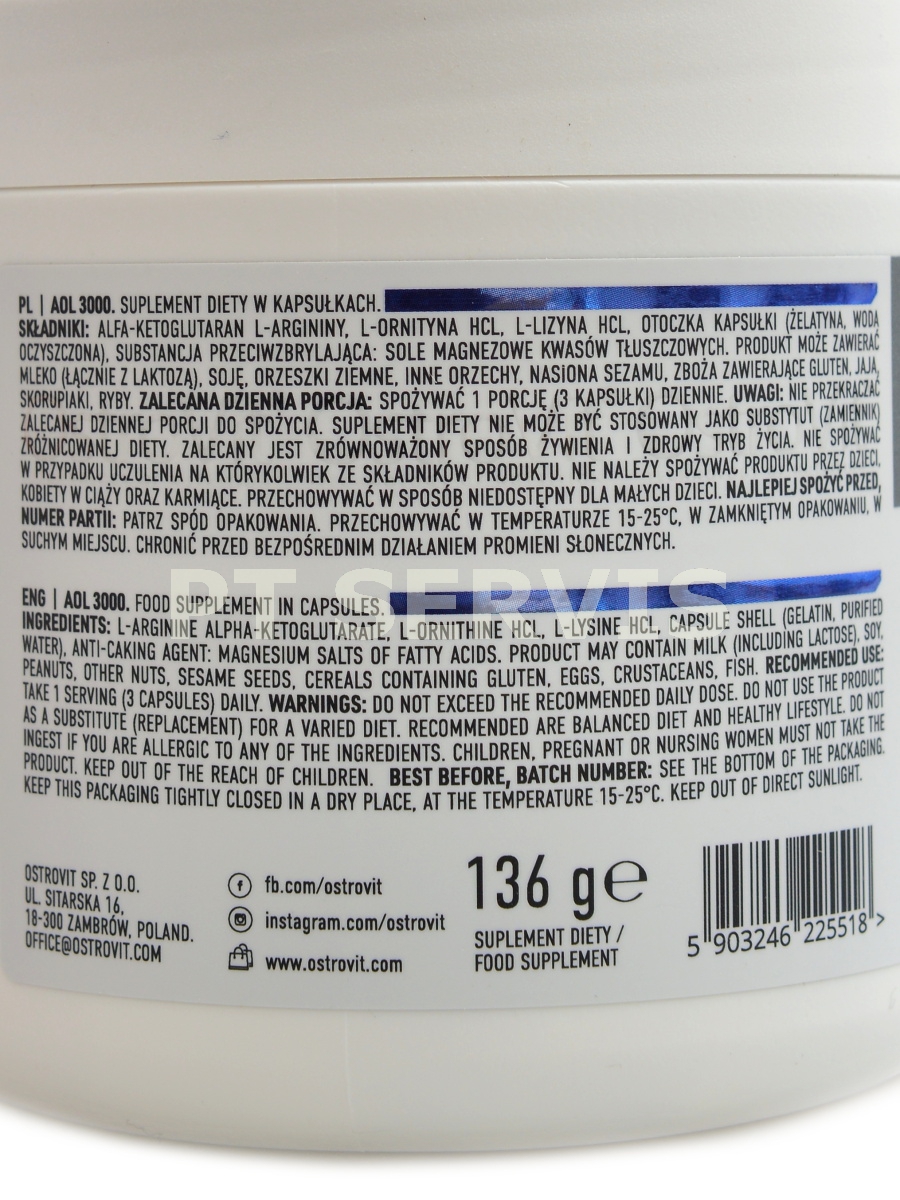 PL | AOL 3000. SUPLEMENT DIETY W KAPSUŁKACH.
SKŁADNIKI: ALFA-KETOGLUTARAN L-ARGININY, L-ORNITYNA HCL, L-LIZYNA HCL, OTOCZKA KAPSUŁKI (ŻELATYNA, WODA
OCZYSZCZONA), SUBSTANCJA PRZECIWZBRYLAJĄCA: SOLE MAGNEZOWE KWASÓW TŁUSZCZOWYCH. PRODUKT MOŻE ZAWIERAĆ
MLEKO (ŁĄCZNIE Z LAKTOZĄ), SOJĘ, ORZESZKI ZIEMNE, INNE ORZECHY, NASIONA SEZAMU, ZBOŻA ZAWIERAJĄCE GLUTEN, JAJA,
SKORUPIAKI, RYBY. ZALECANA DZIENNA PORCJA: SPOŻYWAĆ 1 PORCJĘ (3 KAPSUŁKI) DZIENNIE. UWAGI: NIE PRZEKRACZAĆ
ZALECANEJ DZIENNEJ PORCJI DO SPOŻYCIA. SUPLEMENT DIETY NIE MOŻE BYĆ STOSOWANY JAKO SUBSTYTUT (ZAMIENNIK)
ZRÓŻNICOWANEJ DIETY. ZALECANY JEST ZRÓWNOWAŻONY SPOSÓB ŻYWIENIA I ZDROWY TRYB ŻYCIA. NIE SPOŻYWAĆ
W PRZYPADKU UCZULENIA NA KTÓRYKOLWIEK ZE SKŁADNIKÓW PRODUKTU. NIE NALEŻY SPOŻYWAĆ PRODUKTU PRZEZ DZIECI,
KOBIETY W CIĄŻY ORAZ KARMIĄCE. PRZECHOWYWAĆ W SPOSÓB NIEDOSTĘPNY DLA MAŁYCH DZIECI. NAJLEPIEJ SPOŻYĆ PRZED,
NUMER PARTII: PATRZ SPÓD OPAKOWANIA. PRZECHOWYWAĆ W TEMPERATURZE 15-25°C, W ZAMKNIĘTYM OPAKOWANIU, W
SUCHYM MIEJSCU. CHRONIĆ PRZED BEZPOŚREDNIM DZIAŁANIEM PROMIENI SŁONECZNYCH.
PT SERVIS
ENG | AOL 3000. FOOD SUPPLEMENT IN CAPSULES.
INGREDIENTS: L-ARGININE ALPHA-KETOGLUTARATE, L-ORNITHINE HCL, L-LYSINE HCL, CAPSULE SHELL (GELATIN, PURIFIED
WATER), ANTI-CAKING AGENT: MAGNESIUM SALTS OF FATTY ACIDS. PRODUCT MAY CONTAIN MILK (INCLUDING LACTOSE), SOY,
PEANUTS, OTHER NUTS, SESAME SEEDS, CEREALS CONTAINING GLUTEN, EGGS, CRUSTACEANS, FISH. RECOMMENDED USE:
TAKE 1 SERVING (3 CAPSULES) DAILY. WARNINGS: DO NOT EXCEED THE RECOMMENDED DAILY DOSE. DO NOT USE THE PRODUCT
AS A SUBSTITUTE (REPLACEMENT) FOR A VARIED DIET. RECOMMENDED ARE BALANCED DIET AND HEALTHY LIFESTYLE. DO NOT
INGEST IF YOU ARE ALLERGIC TO ANY OF THE INGREDIENTS. CHILDREN, PREGNANT OR NURSING WOMEN MUST NOT TAKE THE
PRODUCT. KEEP OUT OF THE REACH OF CHILDREN. BEST BEFORE, BATCH NUMBER: SEE THE BOTTOM OF THE PACKAGING.
KEEP THIS PACKAGING TIGHTLY CLOSED IN A DRY PLACE, AT THE TEMPERATURE 15-25°C. KEEP OUT OF DIRECT SUNLIGHT.
OSTROVIT SP. Z O.O.
UL. SITARSKA 16,
18-300 ZAMBRÓW, POLAND.
OFFICE@OSTROVIT.COM
fb.com/ostrovit
instagram.com/ostrovit
www.ostrovit.com
136 g℮
SUPLEMENT DIETY /
FOOD SUPPLEMENT
5 903246 225518 >